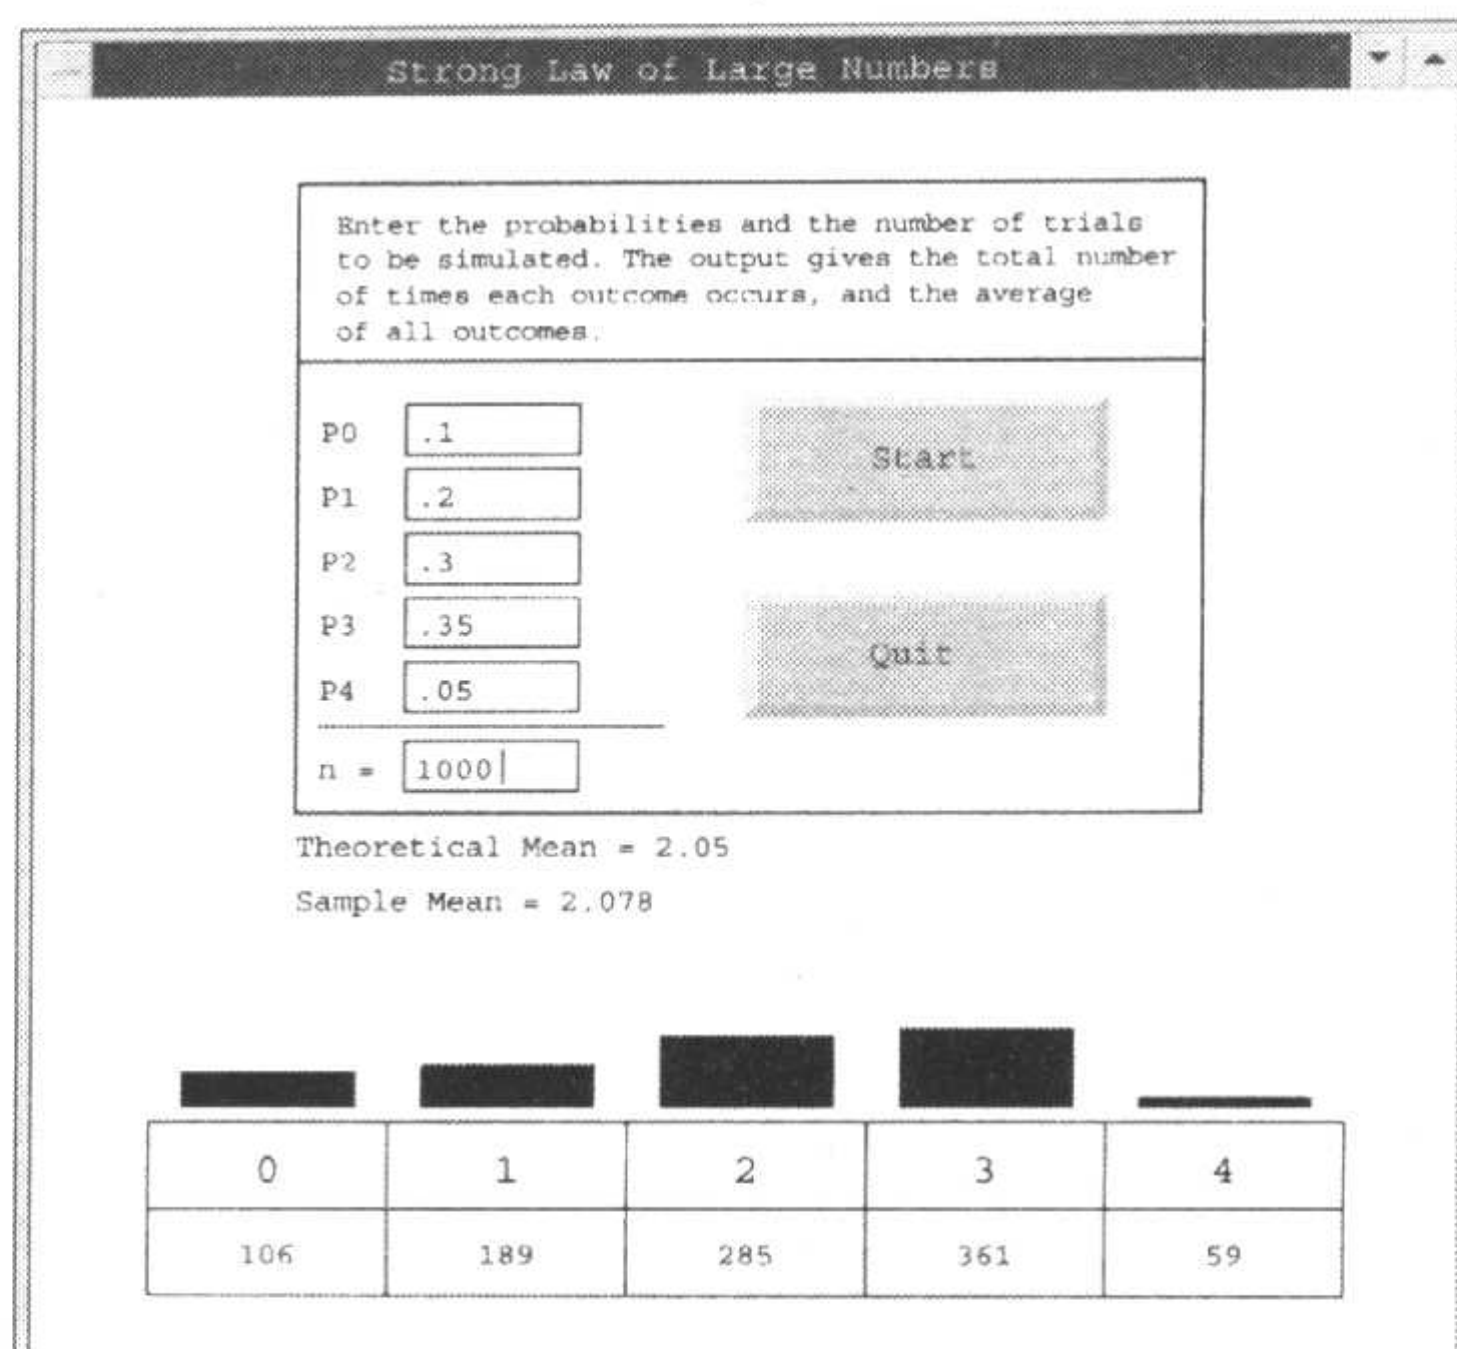 Strong Law of Large Numbers
Enter the probabilities and the number of trials
to be simulated. The output gives the total number
of times each outcome occurs, and the average
of all outcomes.
P0 .1
Start
P1 .2
P2 .3
P3 .35
Quit
P4 .05
n = 1000
Theoretical Mean = 2.05
Sample Mean = 2.078
0 1 2 3 4
106 189 285 361 59